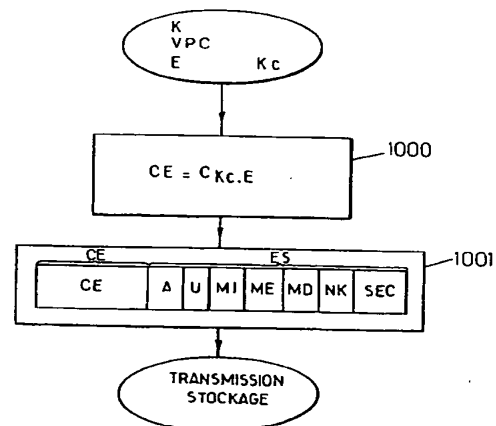 K
VPC
E Kc
1000
CE = CKc.E
1001
CE ES
CE A U MI ME MD NK SEC
TRANSMISSION
STOCKAGE